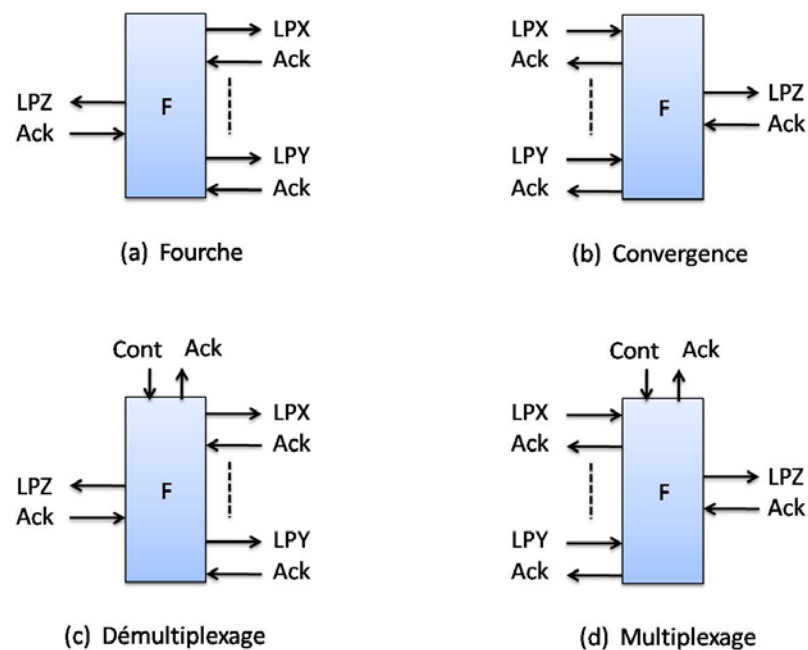 LPX
Ack
LPZ
F
Ack
LPY
Ack
(a) Fourche
LPX
Ack
F
LPZ
Ack
LPY
Ack
(b) Convergence
Cont Ack
LPX
Ack
LPZ
F
Ack
LPY
Ack
(c) Démultiplexage
Cont Ack
LPX
Ack
F
LPZ
Ack
LPY
Ack
(d) Multiplexage